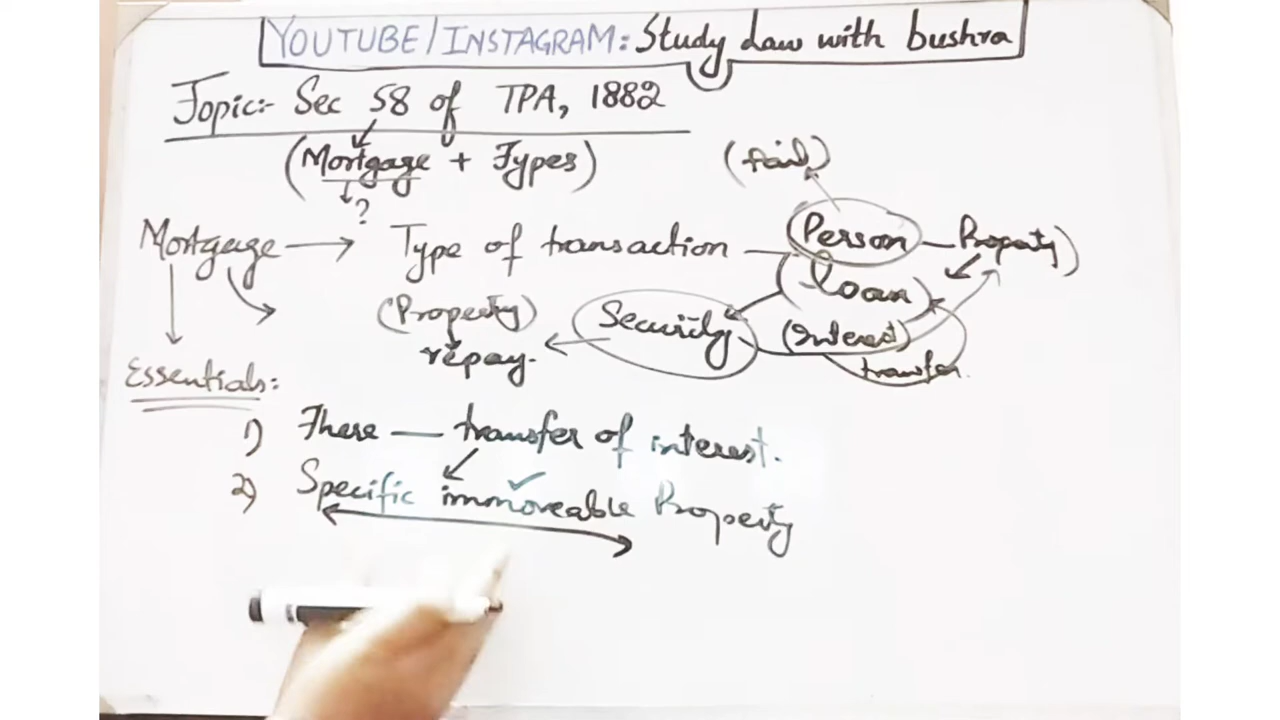 YOUTUBE/INSTAGRAM: Study Law with bushra
Topic:- Sec 58 of TPA, 1882
(Mortgage + Types)
(fail)
?
Mortgage → Type of transaction — (Person — Property)
(loan)
(Property) Security (Interest)
repay. transfer.
Essentials:
1) There — transfer of interest.
2) Specific immoveable Property